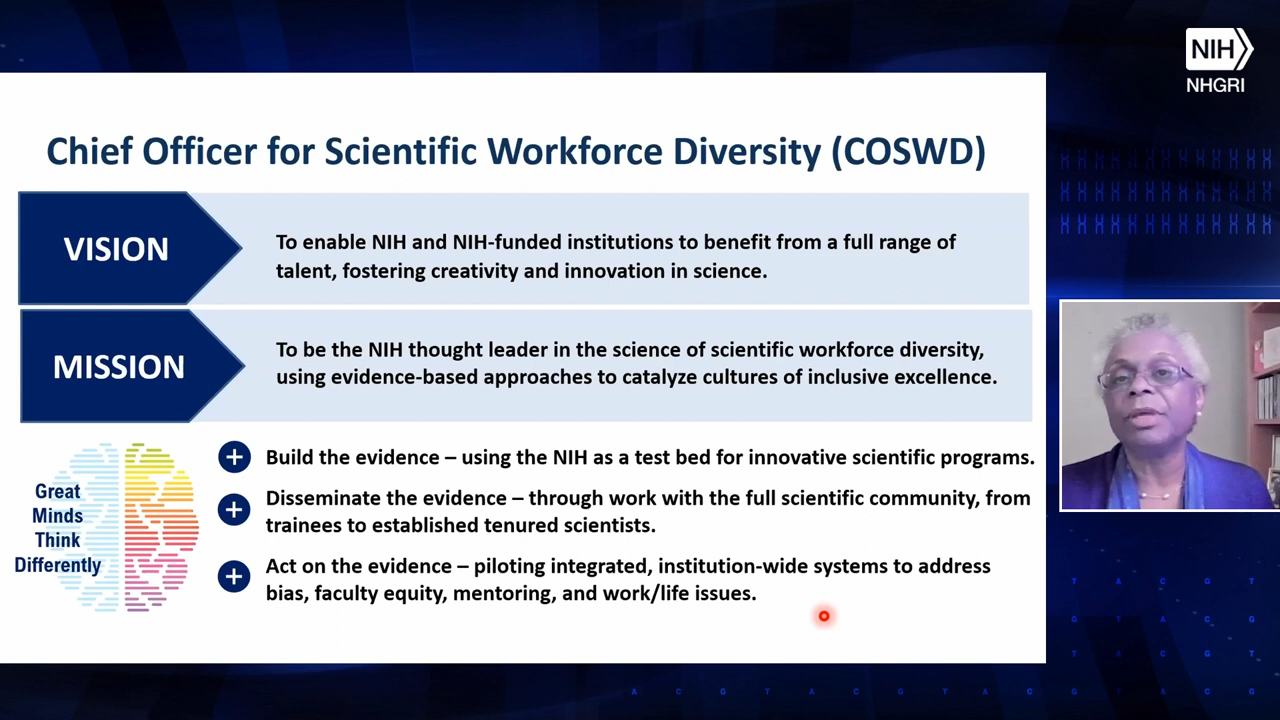 NIH
NHGRI
Chief Officer for Scientific Workforce Diversity (COSWD)
VISION
To enable NIH and NIH-funded institutions to benefit from a full range of
talent, fostering creativity and innovation in science.
MISSION
To be the NIH thought leader in the science of scientific workforce diversity,
using evidence-based approaches to catalyze cultures of inclusive excellence.
Great
Minds
Think
Differently
Build the evidence – using the NIH as a test bed for innovative scientific programs.
Disseminate the evidence – through work with the full scientific community, from
trainees to established tenured scientists.
Act on the evidence – piloting integrated, institution-wide systems to address
bias, faculty equity, mentoring, and work/life issues.
T A C G T
G T A C G
T A C G T
A C G T A C G T A C G T A C G